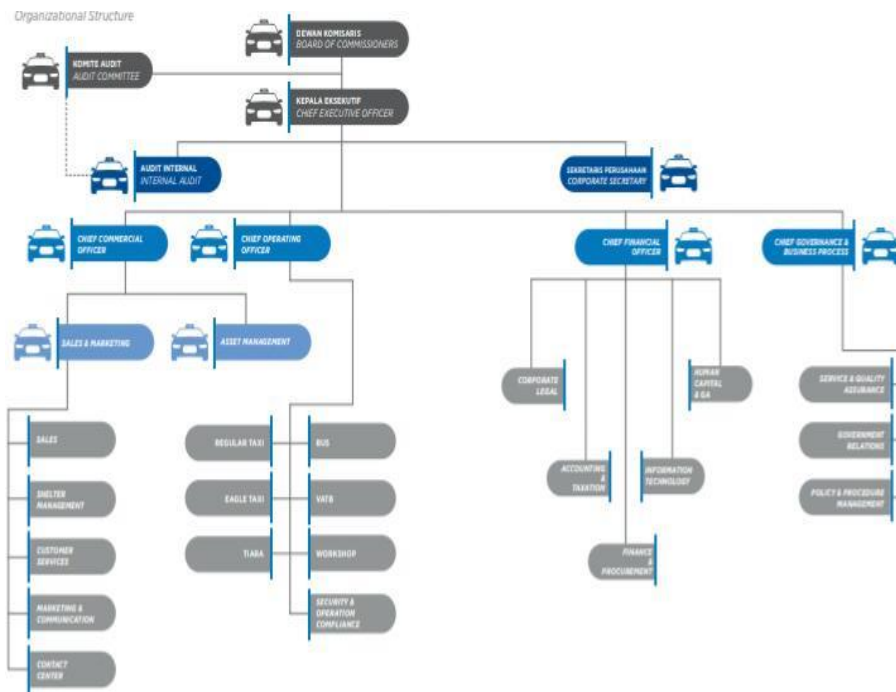 Organizational Structure
DEWAN KOMISARIS
BOARD OF COMMISSIONERS
KOMITE AUDIT
AUDIT COMMITTEE
KEPALA EKSEKUTIF
CHIEF EXECUTIVE OFFICER
AUDIT INTERNAL
INTERNAL AUDIT
SEKRETARIS PERUSAHAAN
CORPORATE SECRETARY
CHIEF COMMERCIAL
OFFICER
CHIEF OPERATING
OFFICER
CHIEF FINANCIAL
OFFICER
CHIEF GOVERNANCE &
BUSINESS PROCESS
SALES & MARKETING
ASSET MANAGEMENT
CORPORATE
LEGAL
HUMAN
CAPITAL
& GA
SERVICE & QUALITY
ASSURANCE
SALES
REGULAR TAXI
BUS
GOVERNMENT
RELATIONS
ACCOUNTING
&
TAXATION
INFORMATION
TECHNOLOGY
SHELTER
MANAGEMENT
EAGLE TAXI
VATB
POLICY & PROCEDURE
MANAGEMENT
CUSTOMER
SERVICES
TIARA
WORKSHOP
FINANCE
&
PROCUREMENT
MARKETING &
COMMUNICATION
SECURITY &
OPERATION
COMPLIANCE
CONTACT
CENTER